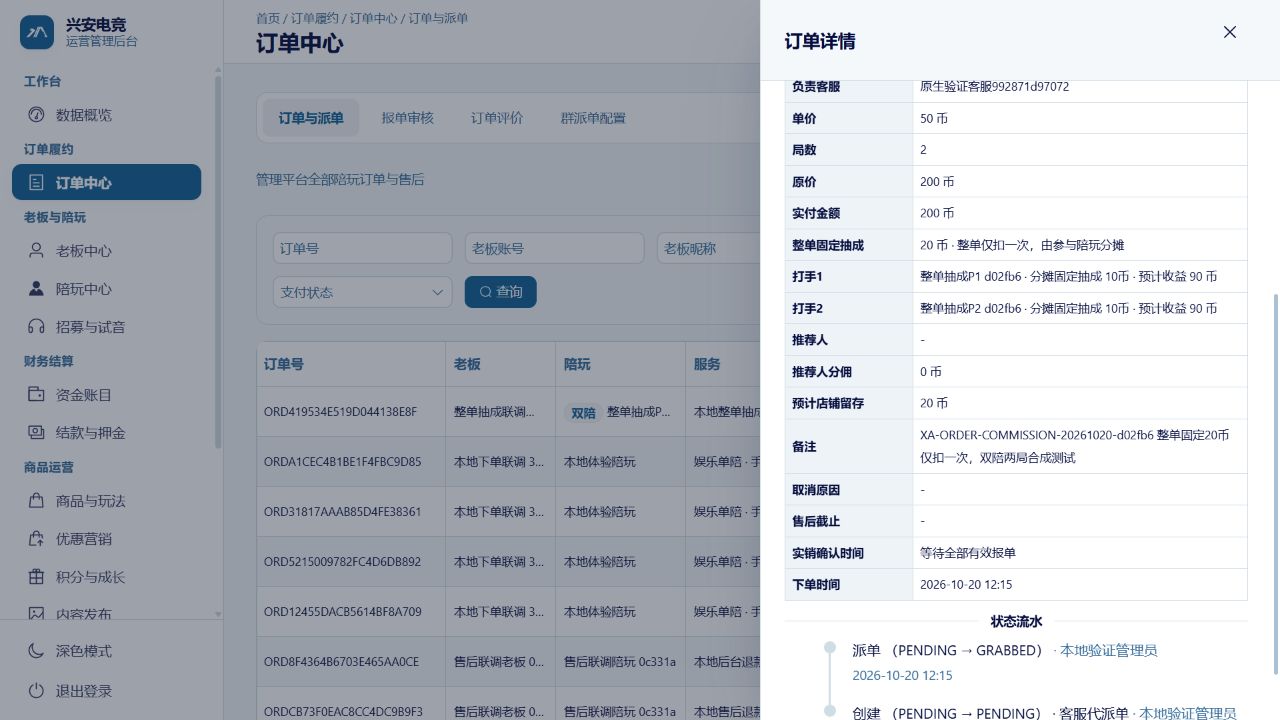 兴安电竞
运营管理后台
工作台
数据概览
订单履约
订单中心
老板与陪玩
老板中心
陪玩中心
招募与试音
财务结算
资金账目
结款与押金
商品运营
商品与玩法
优惠营销
积分与成长
内容发布
深色模式
退出登录
首页 / 订单履约 / 订单中心 / 订单与派单
订单中心
订单与派单 报单审核 订单评价 群派单配置
管理平台全部陪玩订单与售后
订单号 老板账号 老板昵称
支付状态 查询
订单号 老板 陪玩 服务
ORD419534E519D044138E8F 整单抽成联调... 双陪 整单抽成P... 本地整单抽成
ORDA1CEC4B1BE1F4FBC9D85 本地下单联调 3... 本地体验陪玩 娱乐单陪 · 手
ORD31817AAAB85D4FE38361 本地下单联调 3... 本地体验陪玩 娱乐单陪 · 手
ORD5215009782FC4D6DB892 本地下单联调 3... 本地体验陪玩 娱乐单陪 · 手
ORD12455DACB5614BF8A709 本地下单联调 3... 本地体验陪玩 娱乐单陪 · 手
ORD8F4364B6703E465AA0CE 售后联调老板 0... 售后联调陪玩 0c331a 本地后台退款
ORDCB73F0EAC8CC4DC9B9F3 售后联调老板 0... 售后联调陪玩 0c331a 本地售后退款
订单详情
负责客服 原生验证客服992871d97072
单价 50 币
局数 2
原价 200 币
实付金额 200 币
整单固定抽成 20 币 · 整单仅扣一次，由参与陪玩分摊
打手1 整单抽成P1 d02fb6 · 分摊固定抽成 10币 · 预计收益 90 币
打手2 整单抽成P2 d02fb6 · 分摊固定抽成 10币 · 预计收益 90 币
推荐人 -
推荐人分佣 0 币
预计店铺留存 20 币
备注 XA-ORDER-COMMISSION-20261020-d02fb6 整单固定20币
仅扣一次，双陪两局合成测试
取消原因 -
售后截止 -
实销确认时间 等待全部有效报单
下单时间 2026-10-20 12:15
状态流水
派单 （PENDING → GRABBED） · 本地验证管理员
2026-10-20 12:15
创建 （PENDING → PENDING） · 客服代派单 · 本地验证管理员